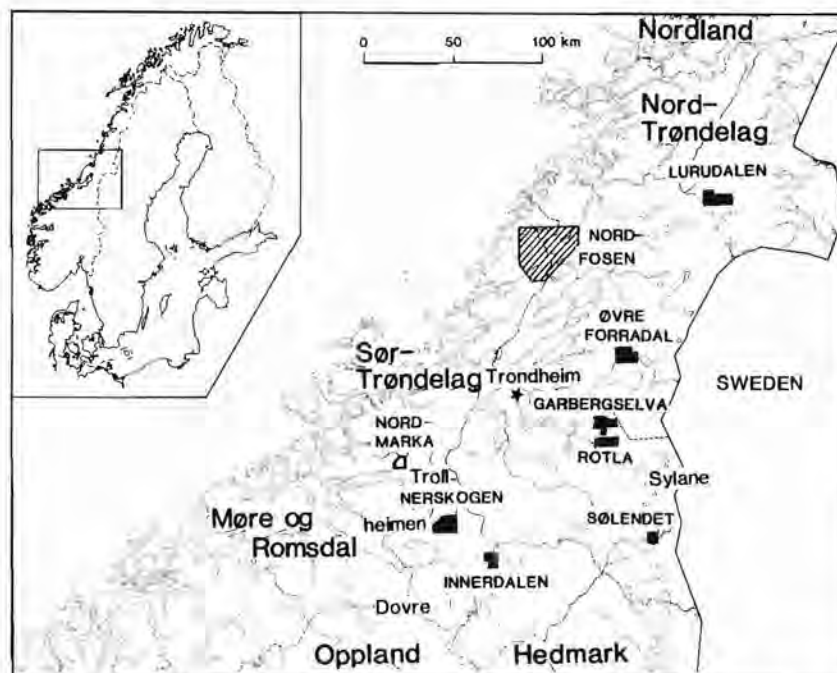 Nordland
0 50 100 km
Nord-
Trøndelag
LURUDALEN
NORD-
FOSEN
ØVRE
FORRADAL
Sør-
Trøndelag
Trondheim
SWEDEN
GARBERGSELVA
NORD-
MARKA
ROTLA
Troll-
heimen
Sylane
NERSKOGEN
SØLENDET
Møre og
Romsdal
INNERDALEN
Dovre
Oppland
Hedmark